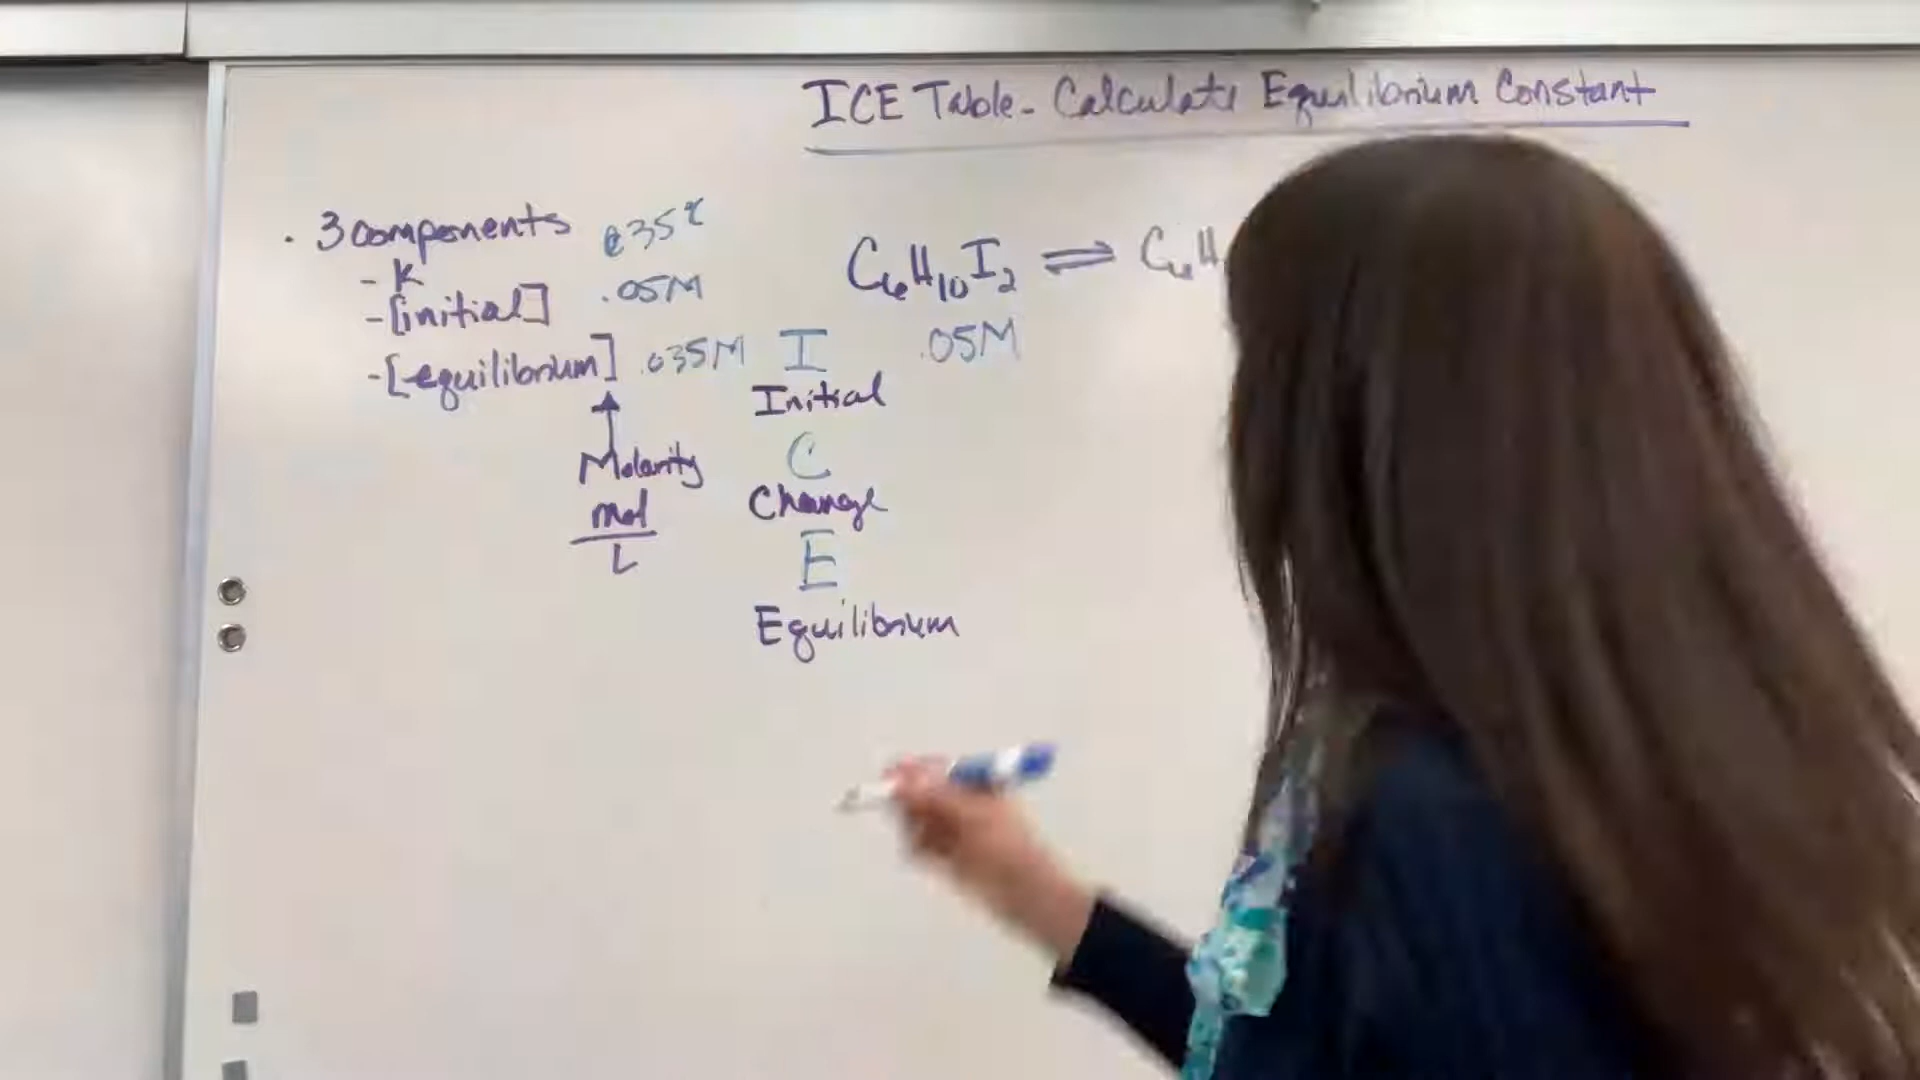 ICE Table - Calculate Equilibrium Constant
· 3 components @35℃
- K
- [initial] .05M
- [equilibrium] .035M
Molarity
mol
L
C6H10I2 ⇌ C6H
I .05M
Initial
C
Change
E
Equilibrium